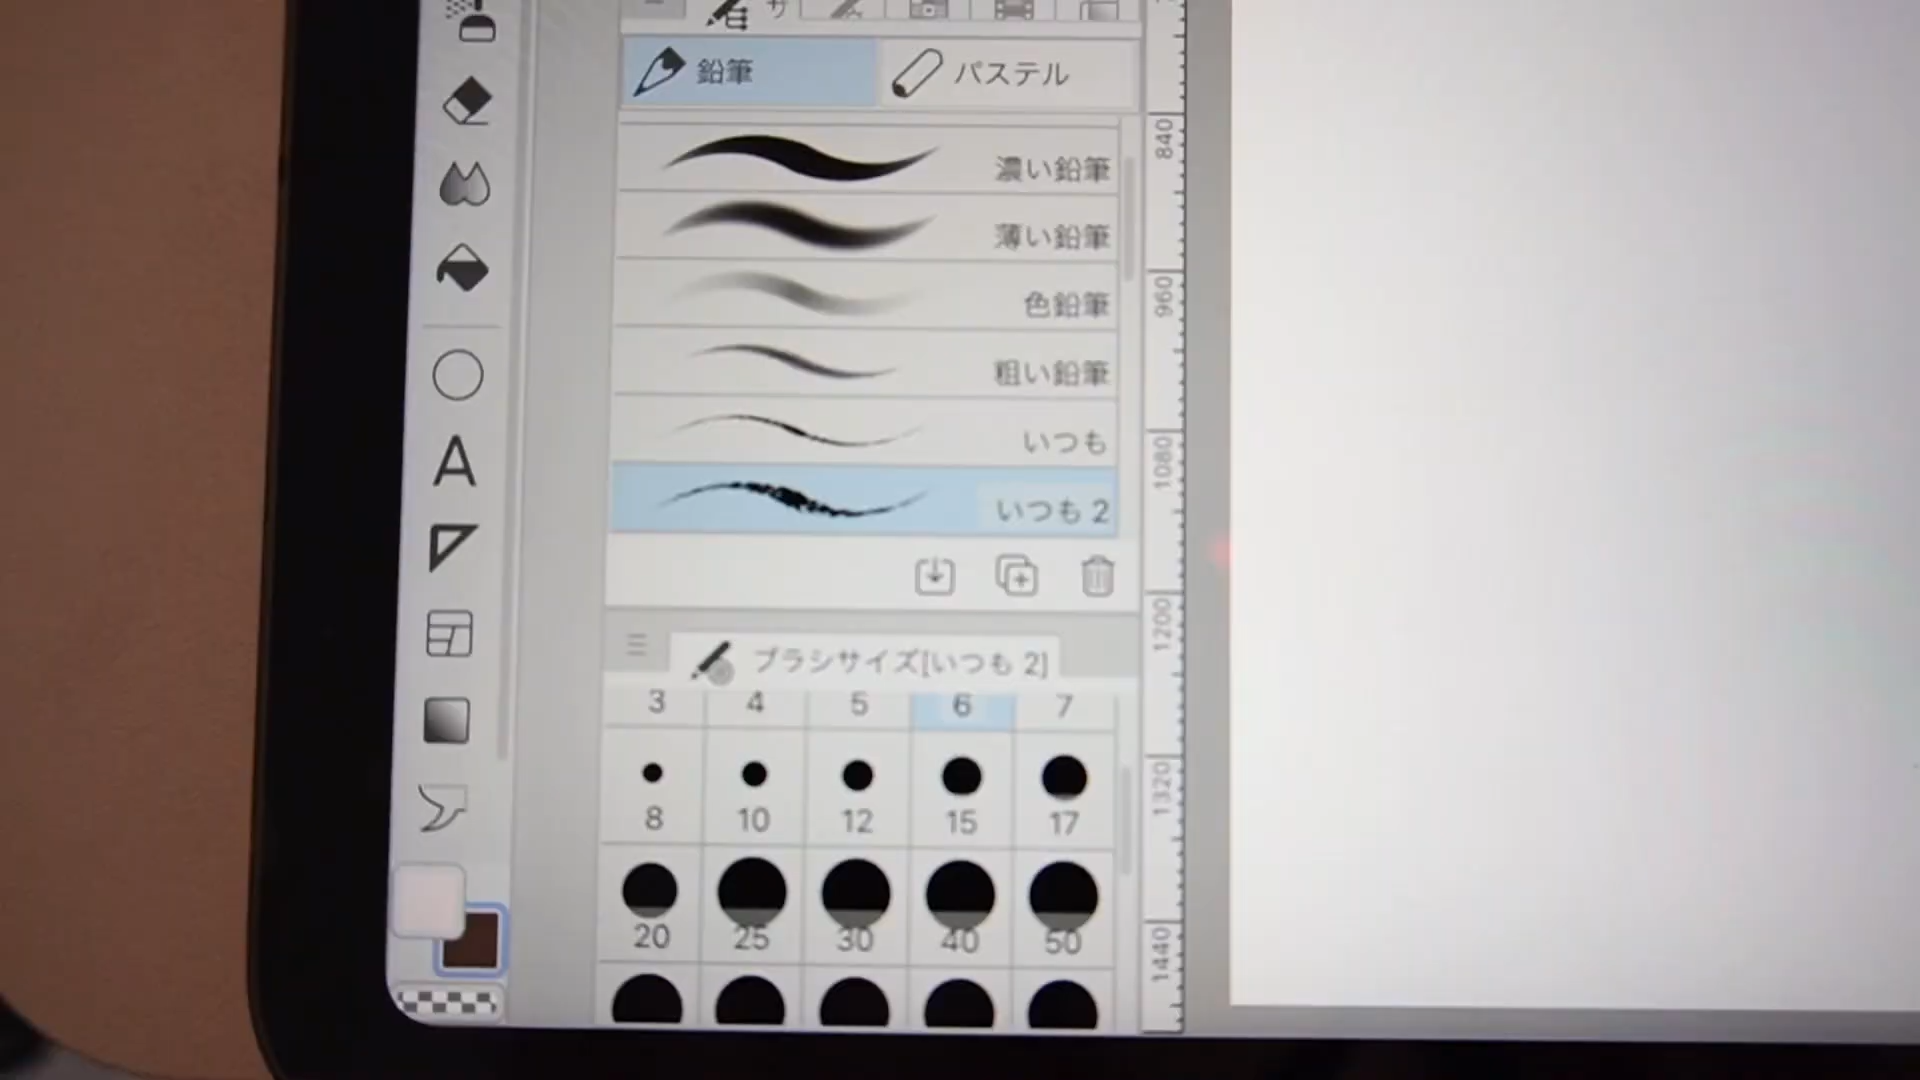 サ
鉛筆 パステル
濃い鉛筆
薄い鉛筆
色鉛筆
粗い鉛筆
いつも
いつも 2
ブラシサイズ[いつも 2]
3 4 5 6 7
8 10 12 15 17
20 25 30 40 50
A
840
960
1080
1200
1320
1440